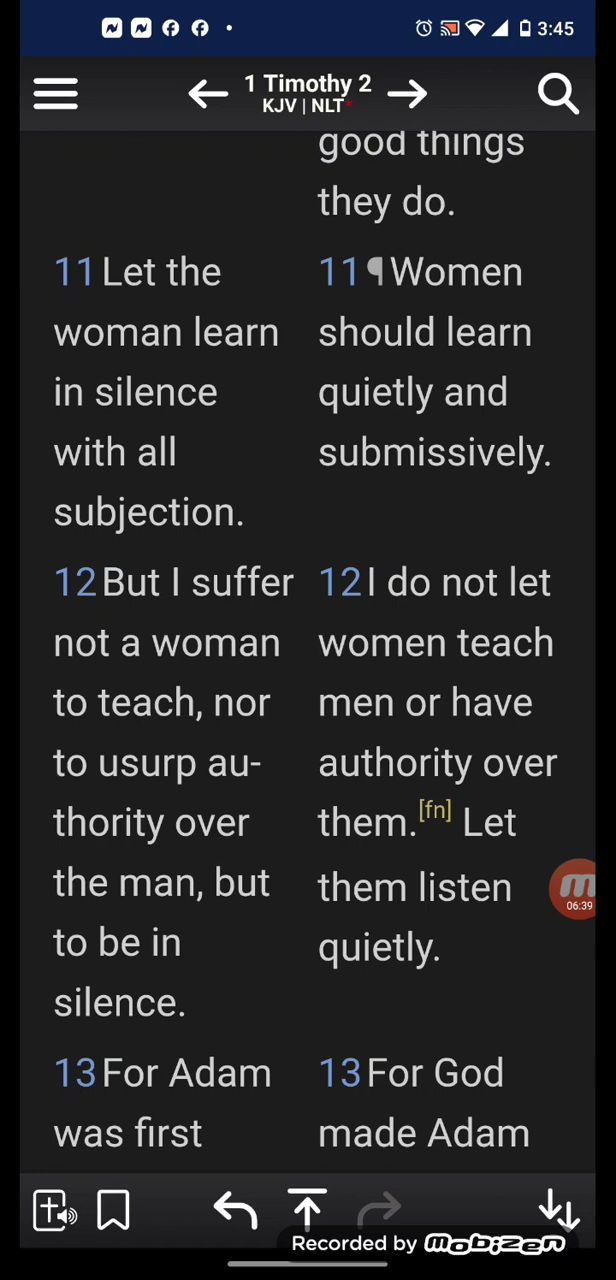 3:45
1 Timothy 2
KJV | NLT*
good things
they do.
11 Let the
woman learn
in silence
with all
subjection.
12 But I suffer
not a woman
to teach, nor
to usurp au-
thority over
the man, but
to be in
silence.
13 For Adam
was first
11 ¶Women
should learn
quietly and
submissively.
12 I do not let
women teach
men or have
authority over
them.[fn] Let
them listen
quietly.
13 For God
made Adam
06:39
Recorded by mobizen